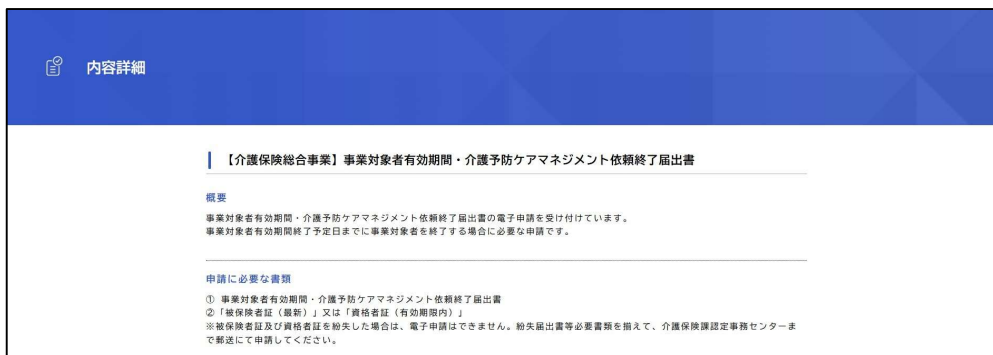 内容詳細
【介護保険総合事業】事業対象者有効期間・介護予防ケアマネジメント依頼終了届出書
概要
事業対象者有効期間・介護予防ケアマネジメント依頼終了届出書の電子申請を受け付けています。
事業対象者有効期間終了予定日までに事業対象者を終了する場合に必要な申請です。
申請に必要な書類
① 事業対象者有効期間・介護予防ケアマネジメント依頼終了届出書
②「被保険者証（最新）」又は「資格者証（有効期限内）」
※被保険者証及び資格者証を紛失した場合は、電子申請はできません。紛失届出書等必要書類を揃えて、介護保険課認定事務センターま
で郵送にて申請してください。